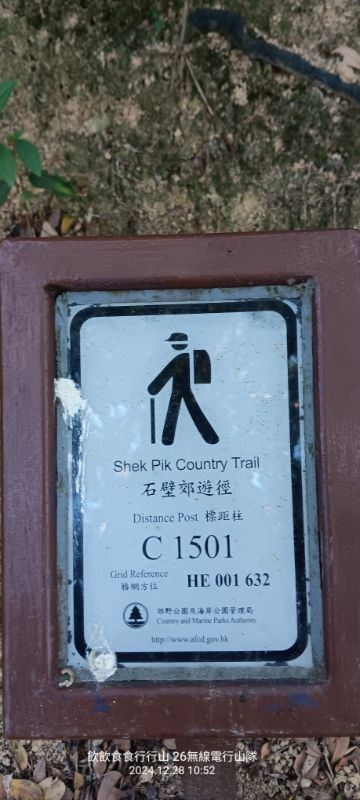 Shek Pik Country Trail
石壁郊遊徑
Distance Post 標距柱
C 1501
Grid Reference
格網方位
HE 001 632
郊野公園及海岸公園管理局
Country and Marine Parks Authority
http://www.afcd.gov.hk
飲飲食食行行山 26無線電行山隊
2024.12.28 10:52